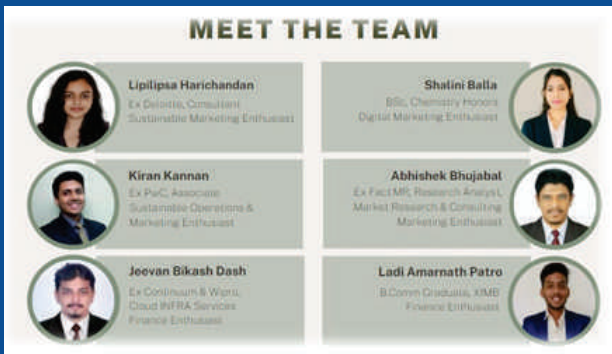 MEET THE TEAM
Lipilipsa Harichandan
Ex Deloitte, Consultant
Sustainable Marketing Enthusiast
Shalini Balla
BSc, Chemistry Honors
Digital Marketing Enthusiast
Kiran Kannan
Ex PwC, Associate
Sustainable Operations &
Marketing Enthusiast
Abhishek Bhujabal
Ex Fact MR, Research Analyst,
Market Research & Consulting
Marketing Enthusiast
Jeevan Bikash Dash
Ex Continuum & Wipro,
Cloud INFRA Services
Finance Enthusiast
Ladi Amarnath Patro
B.Comm Graduate, XIMB
Finance Enthusiast